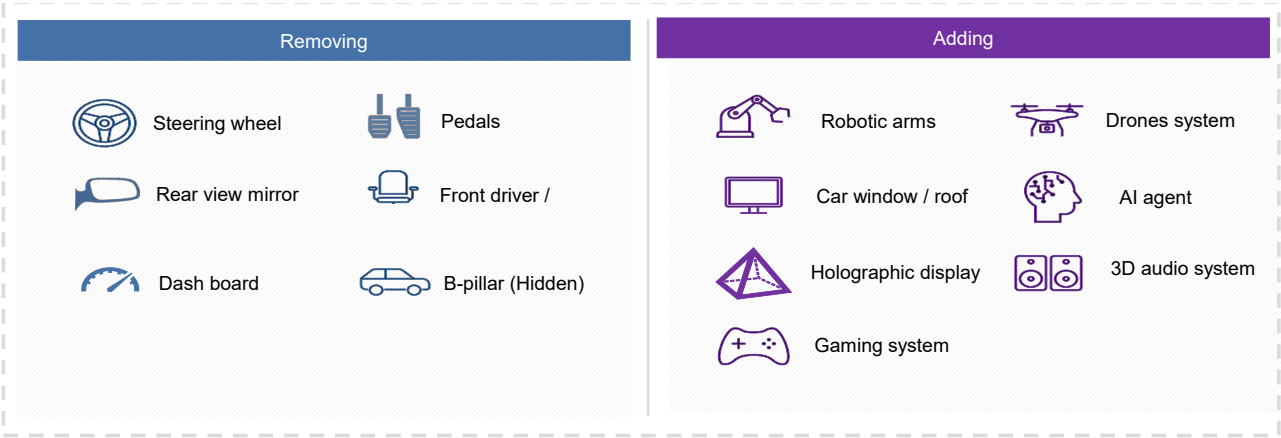 Removing
Steering wheel
Pedals
Rear view mirror
Front driver /
Dash board
B-pillar (Hidden)
Adding
Robotic arms
Drones system
Car window / roof
AI agent
Holographic display
3D audio system
Gaming system